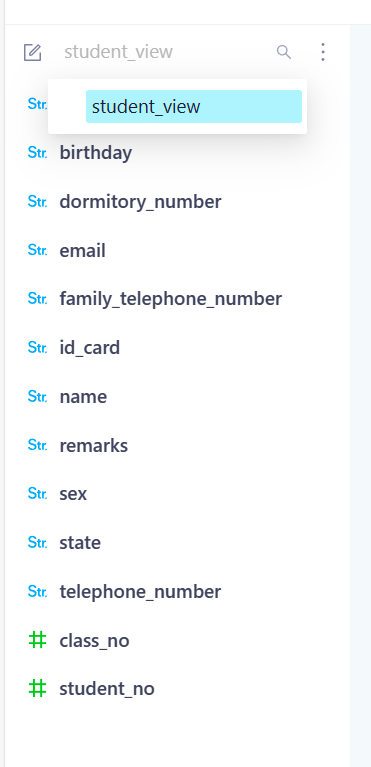 student_view
student_view
Str.
Str. birthday
Str. dormitory_number
Str. email
Str. family_telephone_number
Str. id_card
Str. name
Str. remarks
Str. sex
Str. state
Str. telephone_number
# class_no
# student_no